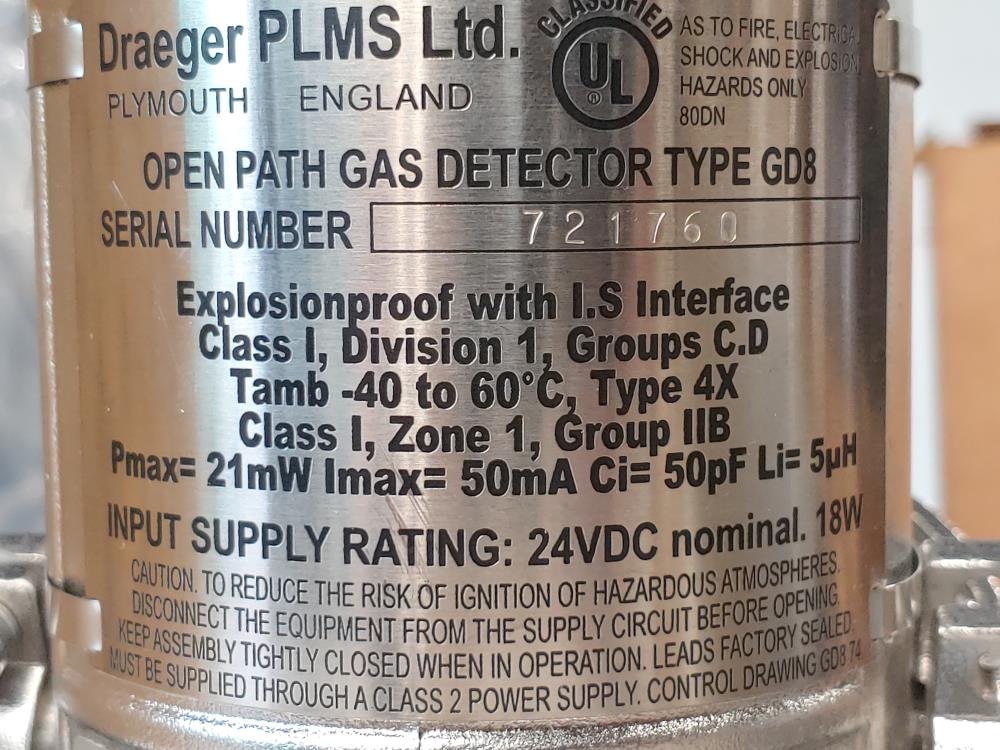 Draeger PLMS Ltd.
PLYMOUTH ENGLAND
CLASSIFIED
UL
AS TO FIRE, ELECTRICAL
SHOCK AND EXPLOSION
HAZARDS ONLY
80DN
OPEN PATH GAS DETECTOR TYPE GD8
SERIAL NUMBER 721760
Explosionproof with I.S Interface
Class I, Division 1, Groups C.D
Tamb -40 to 60°C, Type 4X
Class I, Zone 1, Group IIB
Pmax= 21mW Imax= 50mA Ci= 50pF Li= 5µH
INPUT SUPPLY RATING: 24VDC nominal. 18W
CAUTION. TO REDUCE THE RISK OF IGNITION OF HAZARDOUS ATMOSPHERES.
DISCONNECT THE EQUIPMENT FROM THE SUPPLY CIRCUIT BEFORE OPENING.
KEEP ASSEMBLY TIGHTLY CLOSED WHEN IN OPERATION. LEADS FACTORY SEALED.
MUST BE SUPPLIED THROUGH A CLASS 2 POWER SUPPLY. CONTROL DRAWING GD8 74